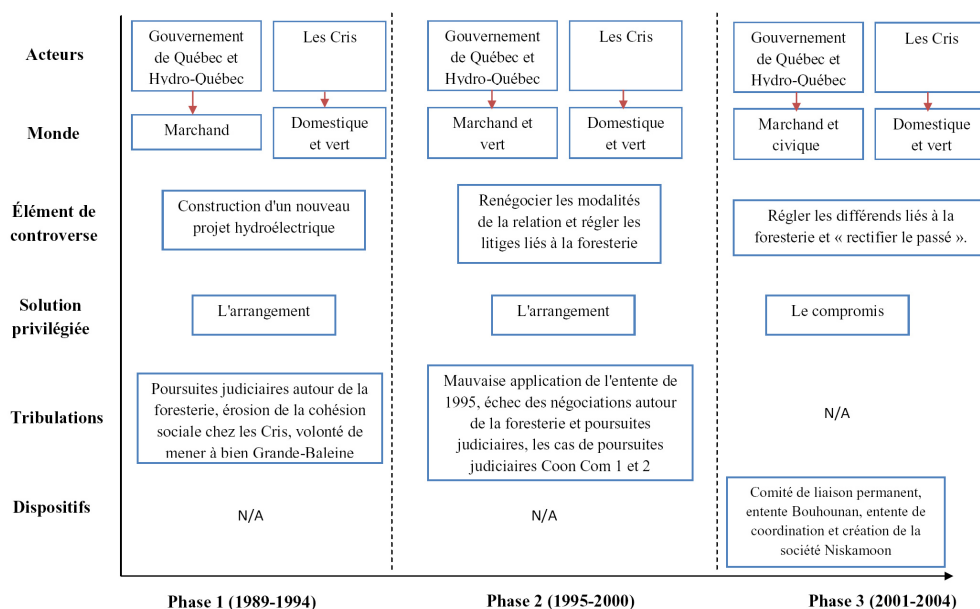 Acteurs
Gouvernement
de Québec et
Hydro-Québec
Les Cris
Gouvernement
de Québec et
Hydro-Québec
Les Cris
Gouvernement
de Québec et
Hydro-Québec
Les Cris
Monde
Marchand
Domestique
et vert
Marchand et
vert
Domestique
et vert
Marchand et
civique
Domestique
et vert
Élément de
controverse
Construction d'un nouveau
projet hydroélectrique
Renégocier les modalités
de la relation et régler les
litiges liés à la foresterie
Régler les différends liés à la
foresterie et « rectifier le passé ».
Solution
privilégiée
L'arrangement
L'arrangement
Le compromis
Tribulations
Poursuites judiciaires autour de la
foresterie, érosion de la cohésion
sociale chez les Cris, volonté de
mener à bien Grande-Baleine
Mauvaise application de l'entente de
1995, échec des négociations autour
de la foresterie et poursuites
judiciaires, les cas de poursuites
judiciaires Coon Com 1 et 2
N/A
Dispositifs
N/A
N/A
Comité de liaison permanent,
entente Bouhounan, entente de
coordination et création de la
société Niskamoon
Phase 1 (1989-1994)
Phase 2 (1995-2000)
Phase 3 (2001-2004)